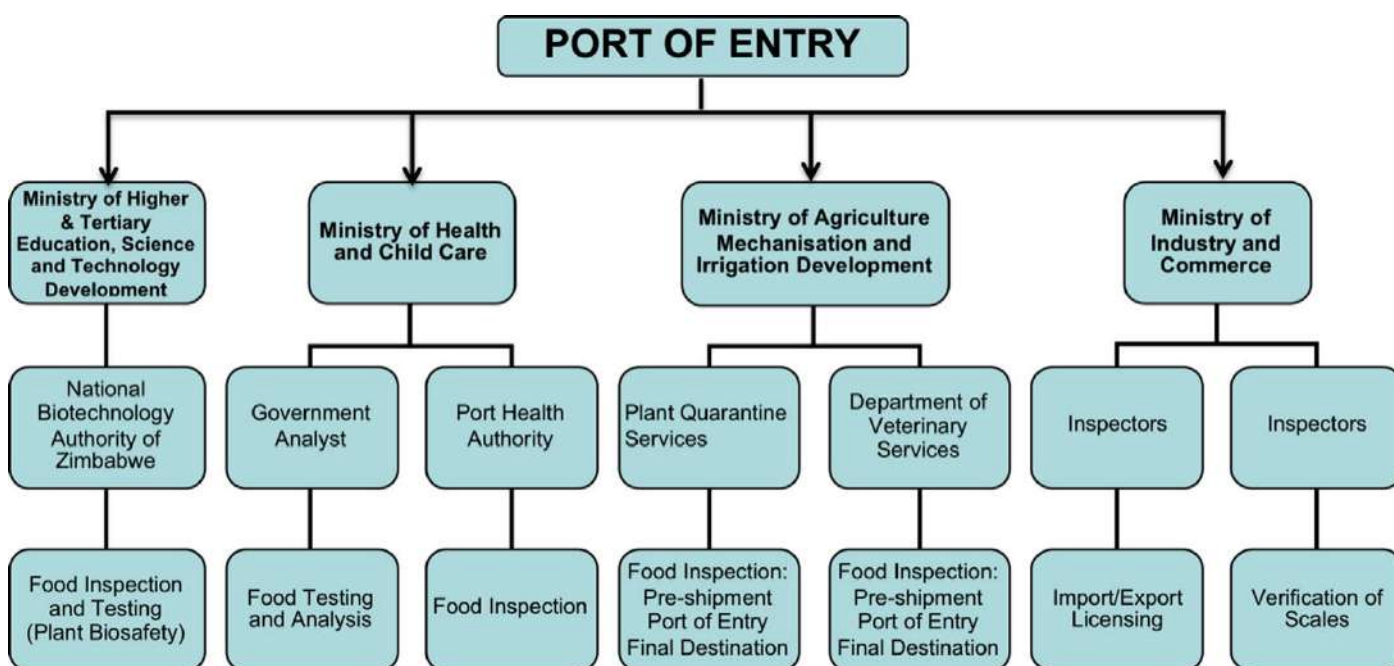 PORT OF ENTRY
Ministry of Higher
& Tertiary
Education, Science
and Technology
Development
Ministry of Health
and Child Care
Ministry of Agriculture
Mechanisation and
Irrigation Development
Ministry of
Industry and
Commerce
National
Biotechnology
Authority of
Zimbabwe
Government
Analyst
Port Health
Authority
Plant Quarantine
Services
Department of
Veterinary
Services
Inspectors
Inspectors
Food Inspection
and Testing
(Plant Biosafety)
Food Testing
and Analysis
Food Inspection
Food Inspection:
Pre-shipment
Port of Entry
Final Destination
Food Inspection:
Pre-shipment
Port of Entry
Final Destination
Import/Export
Licensing
Verification of
Scales